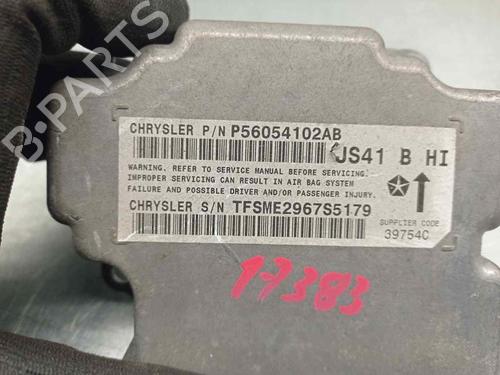 CHRYSLER P/N P56054102AB
JS41 B HI
WARNING. REFER TO SERVICE MANUAL BEFORE SERVICING.
IMPROPER SERVICING CAN RESULT IN AIR BAG SYSTEM
FAILURE AND POSSIBLE DRIVER AND/OR PASSENGER INJURY.
CHRYSLER S/N TFSME2967S5179
SUPPLIER CODE
39754C
17383
B-PARTS